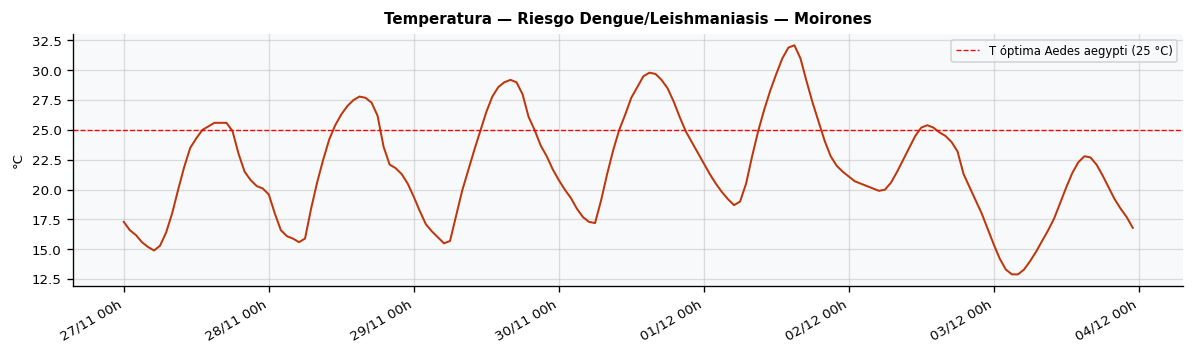 Temperatura — Riesgo Dengue/Leishmaniasis — Moirones
T óptima Aedes aegypti (25 °C)
°C
32.5
30.0
27.5
25.0
22.5
20.0
17.5
15.0
12.5
27/11 00h
28/11 00h
29/11 00h
30/11 00h
01/12 00h
02/12 00h
03/12 00h
04/12 00h